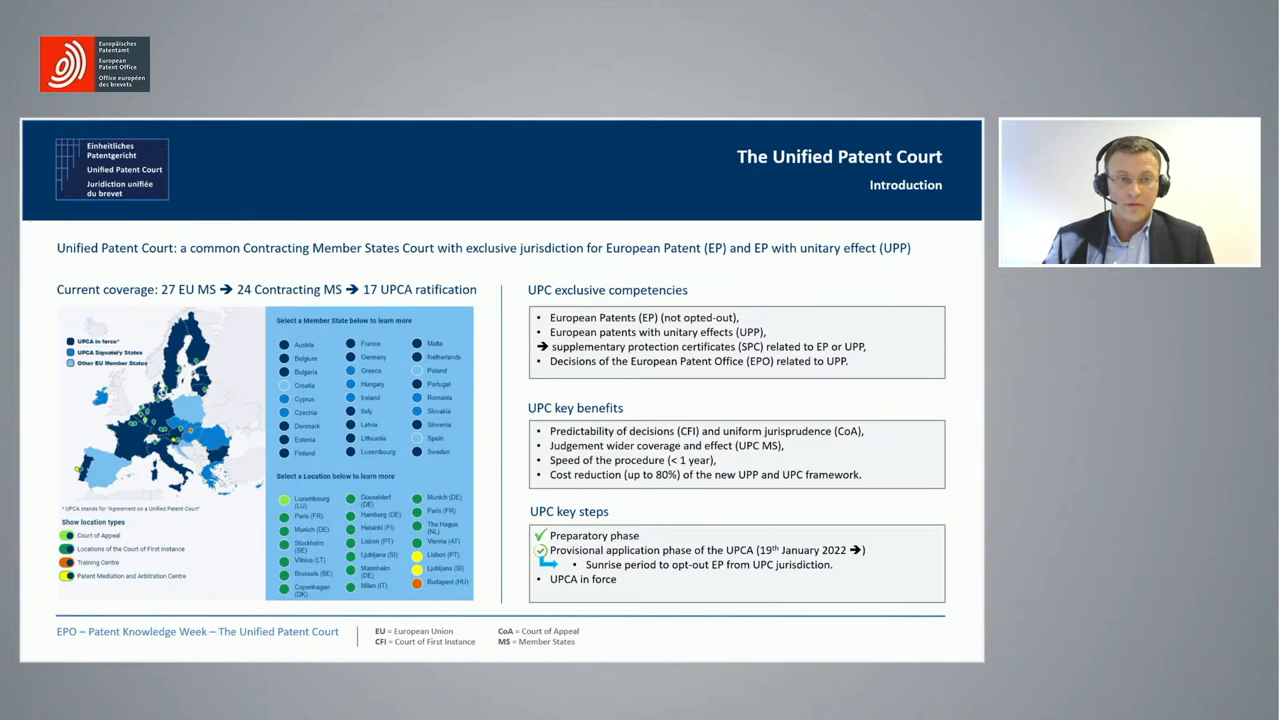 Europäisches
Patentamt
European
Patent Office
Office européen
des brevets
Einheitliches
Patentgericht
Unified Patent Court
Juridiction unifiée
du brevet
The Unified Patent Court
Introduction
Unified Patent Court: a common Contracting Member States Court with exclusive jurisdiction for European Patent (EP) and EP with unitary effect (UPP)
Current coverage: 27 EU MS ➔ 24 Contracting MS ➔ 17 UPCA ratification
UPCA in force*
UPCA Signatory States
Other EU Member States
* UPCA stands for "Agreement on a Unified Patent Court"
Show location types
Court of Appeal
Locations of the Court of First Instance
Training Centre
Patent Mediation and Arbitration Centre
Select a Member State below to learn more
Austria
Belgium
Bulgaria
Croatia
Cyprus
Czechia
Denmark
Estonia
Finland
France
Germany
Greece
Hungary
Ireland
Italy
Latvia
Lithuania
Luxembourg
Malta
Netherlands
Poland
Portugal
Romania
Slovakia
Slovenia
Spain
Sweden
Select a Location below to learn more
Luxembourg
(LU)
Paris (FR)
Munich (DE)
Stockholm
(SE)
Vilnius (LT)
Brussels (BE)
Copenhagen
(DK)
Düsseldorf
(DE)
Hamburg (DE)
Helsinki (FI)
Lisbon (PT)
Ljubljana (SI)
Mannheim
(DE)
Milan (IT)
Munich (DE)
Paris (FR)
The Hague
(NL)
Vienna (AT)
Lisbon (PT)
Ljubljana (SI)
Budapest (HU)
UPC exclusive competencies
• European Patents (EP) (not opted-out),
• European patents with unitary effects (UPP),
➔ supplementary protection certificates (SPC) related to EP or UPP,
• Decisions of the European Patent Office (EPO) related to UPP.
UPC key benefits
• Predictability of decisions (CFI) and uniform jurisprudence (CoA),
• Judgement wider coverage and effect (UPC MS),
• Speed of the procedure (< 1 year),
• Cost reduction (up to 80%) of the new UPP and UPC framework.
UPC key steps
Preparatory phase
Provisional application phase of the UPCA (19th January 2022 ➔)
• Sunrise period to opt-out EP from UPC jurisdiction.
• UPCA in force
EPO – Patent Knowledge Week – The Unified Patent Court
EU = European Union
CFI = Court of First Instance
CoA = Court of Appeal
MS = Member States